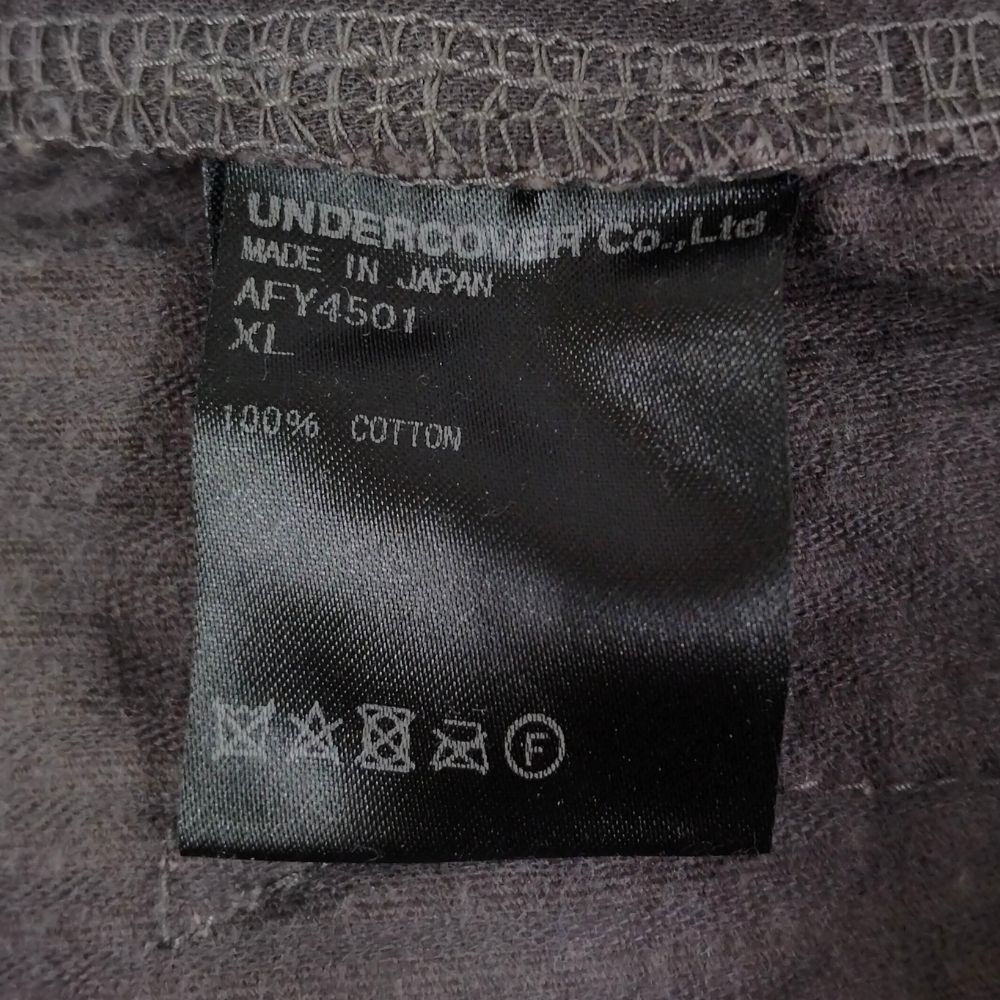 UNDERCOVER Co.,Ltd
MADE IN JAPAN
AFY4501
XL
100% COTTON
F